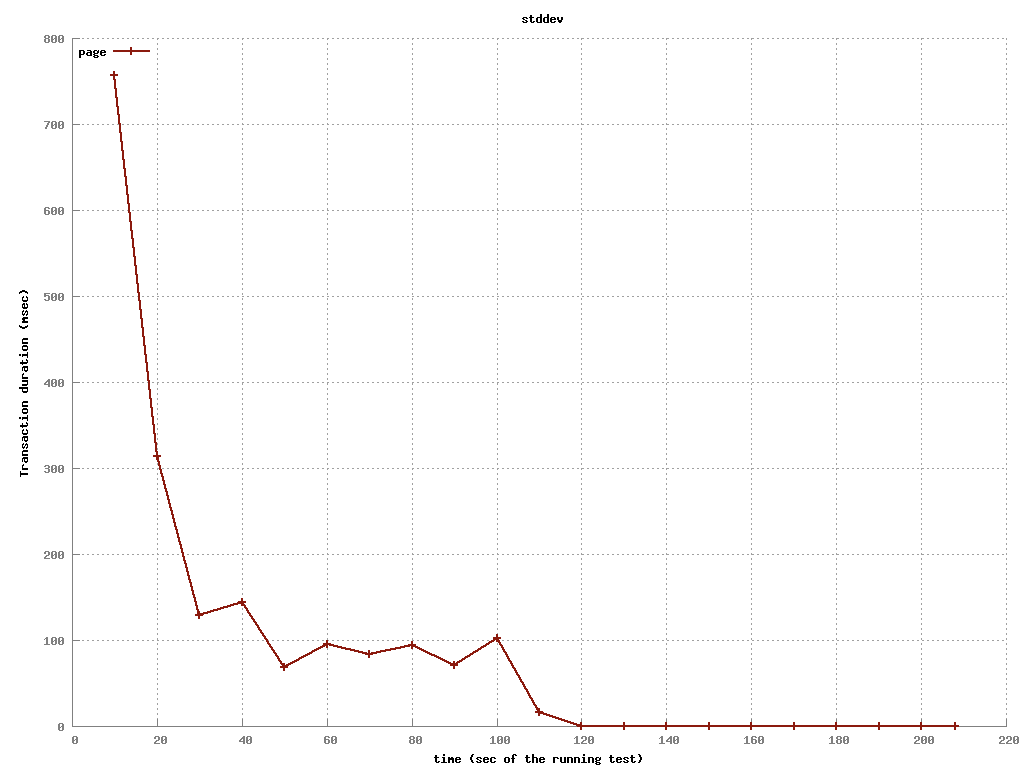 stddev
page
800
700
600
500
400
300
200
100
0
Transaction duration (msec)
0 20 40 60 80 100 120 140 160 180 200 220
time (sec of the running test)